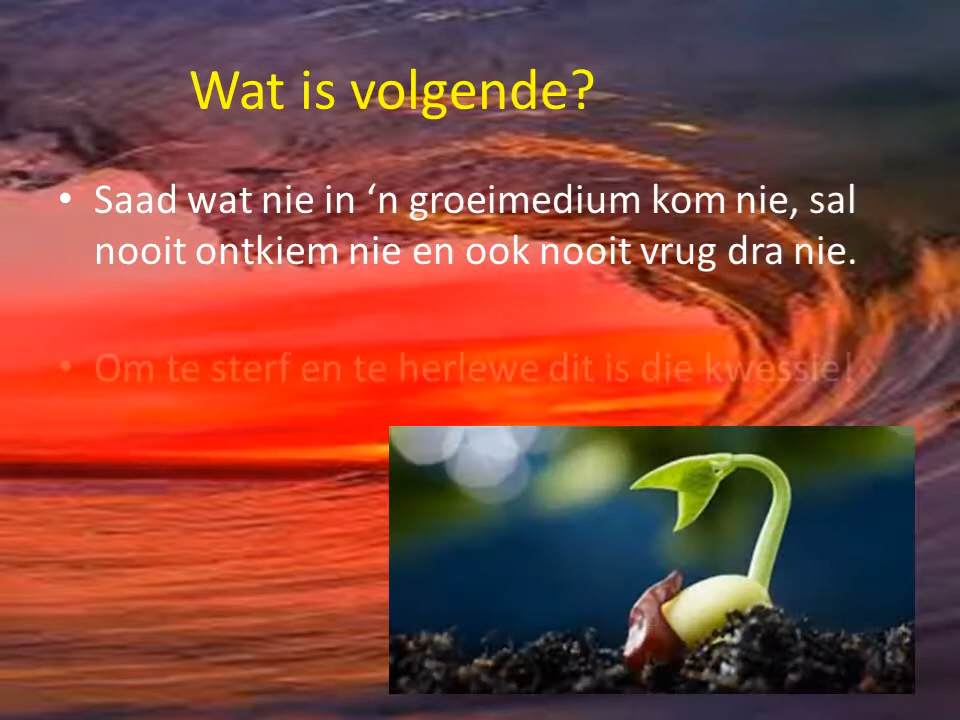 Wat is volgende?
• Saad wat nie in ‘n groeimedium kom nie, sal
nooit ontkiem nie en ook nooit vrug dra nie.
• Om te sterf en te herlewe dit is die kwessie!